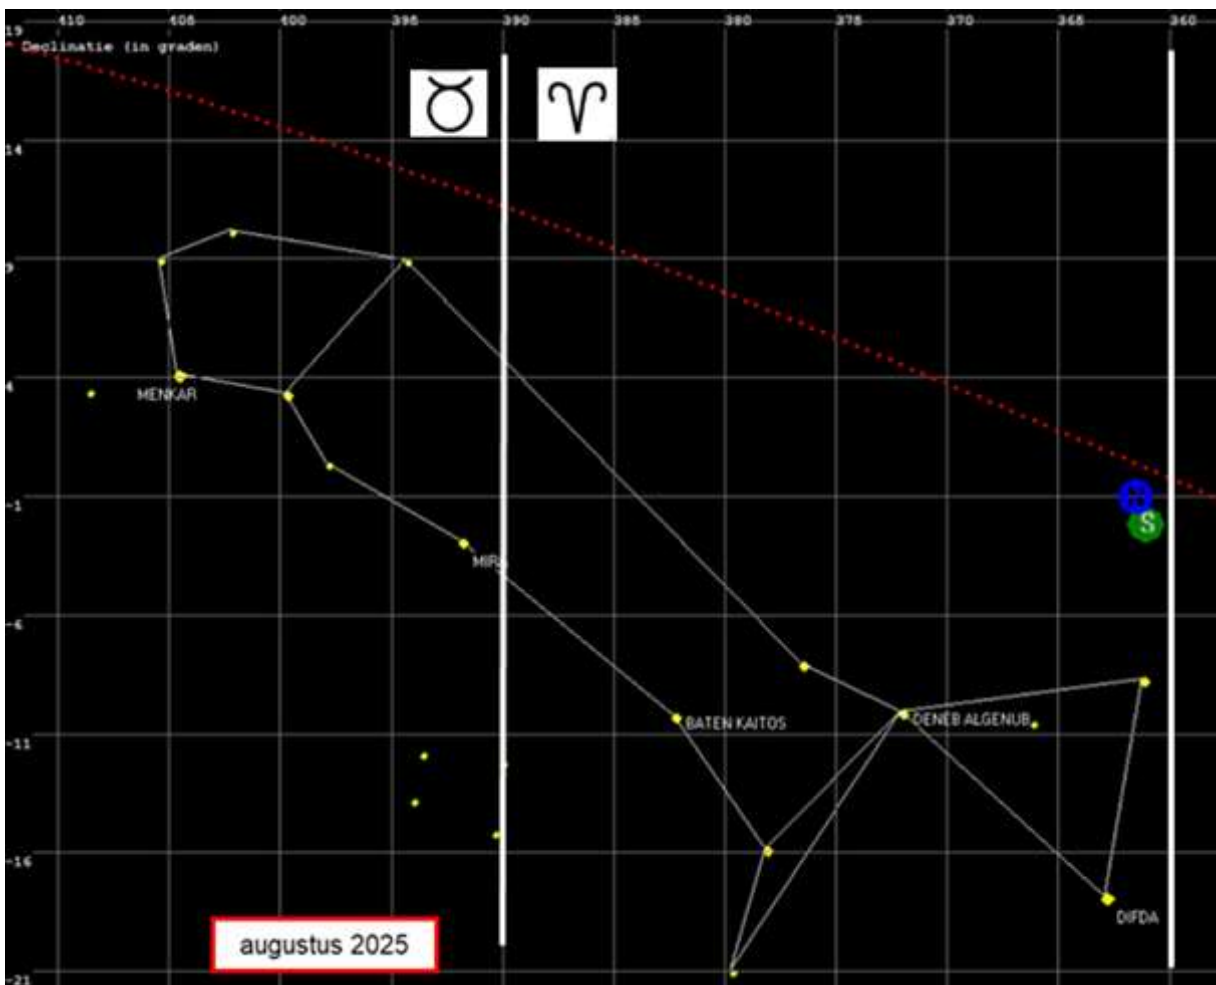 410 405 400 395 390 385 380 375 370 365 360
19
Declinatie (in graden)
♉ ♈
14
9
4
MENKAR
-1
S
MIRA
-6
BATEN KAITOS
DENEB ALGENUB
-11
-16
DIFDA
augustus 2025
-21